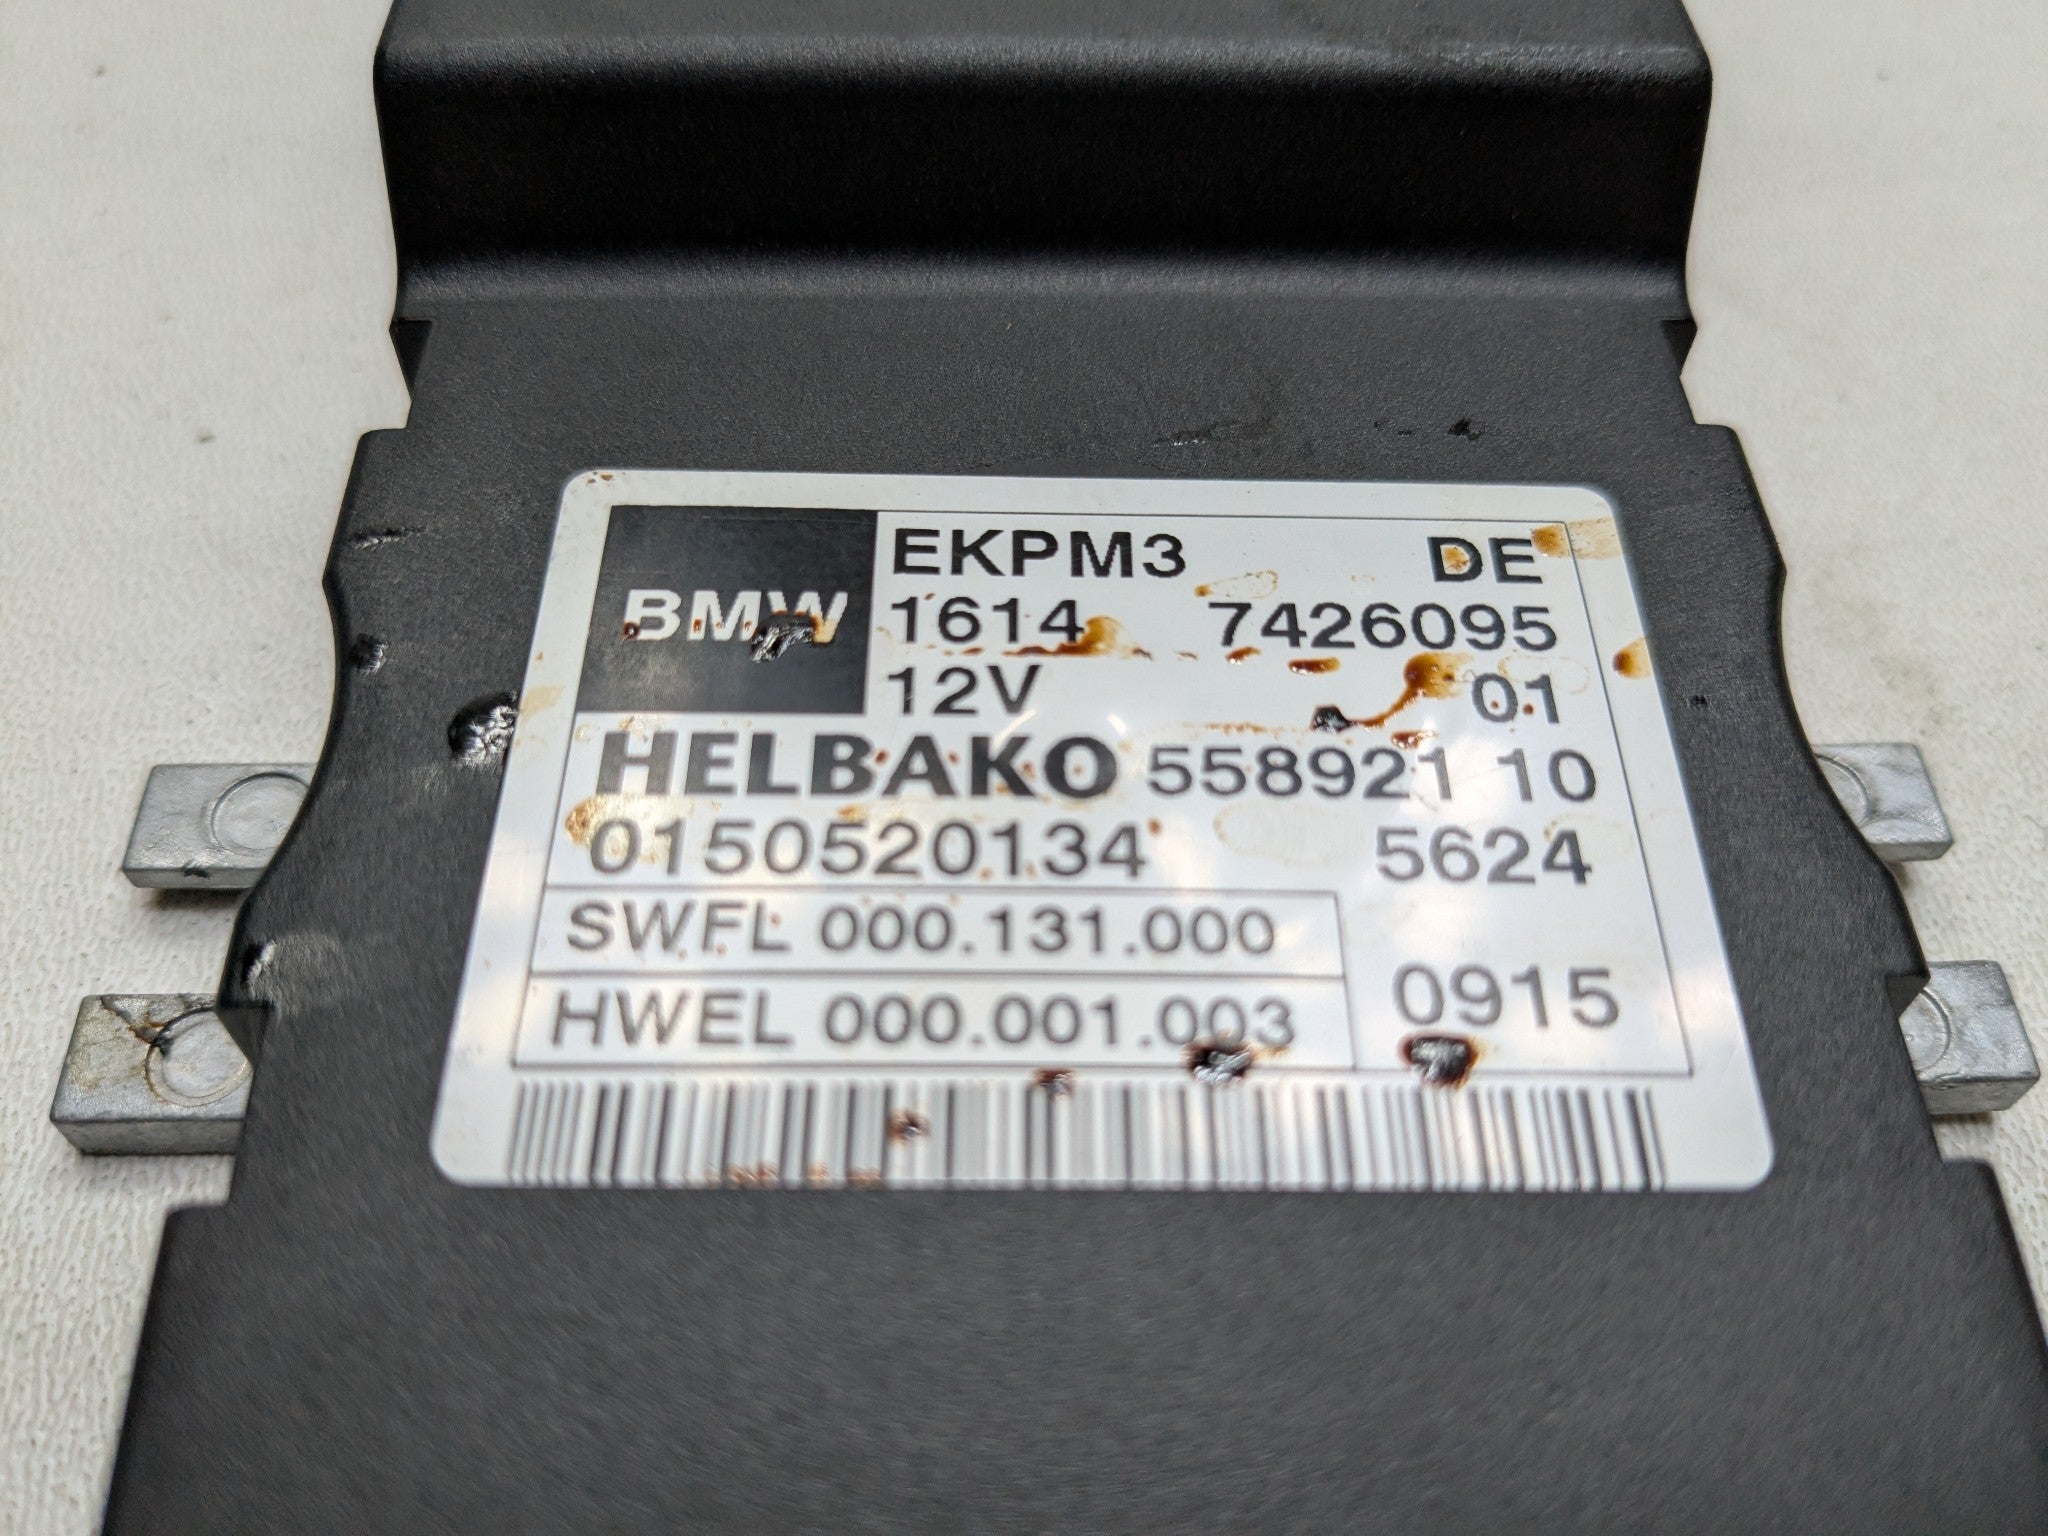 BMW
EKPM3 DE
1614 7426095
12V 01
HELBAKO 558921 10
0150520134 5624
SWFL 000.131.000
HWEL 000.001.003
0915